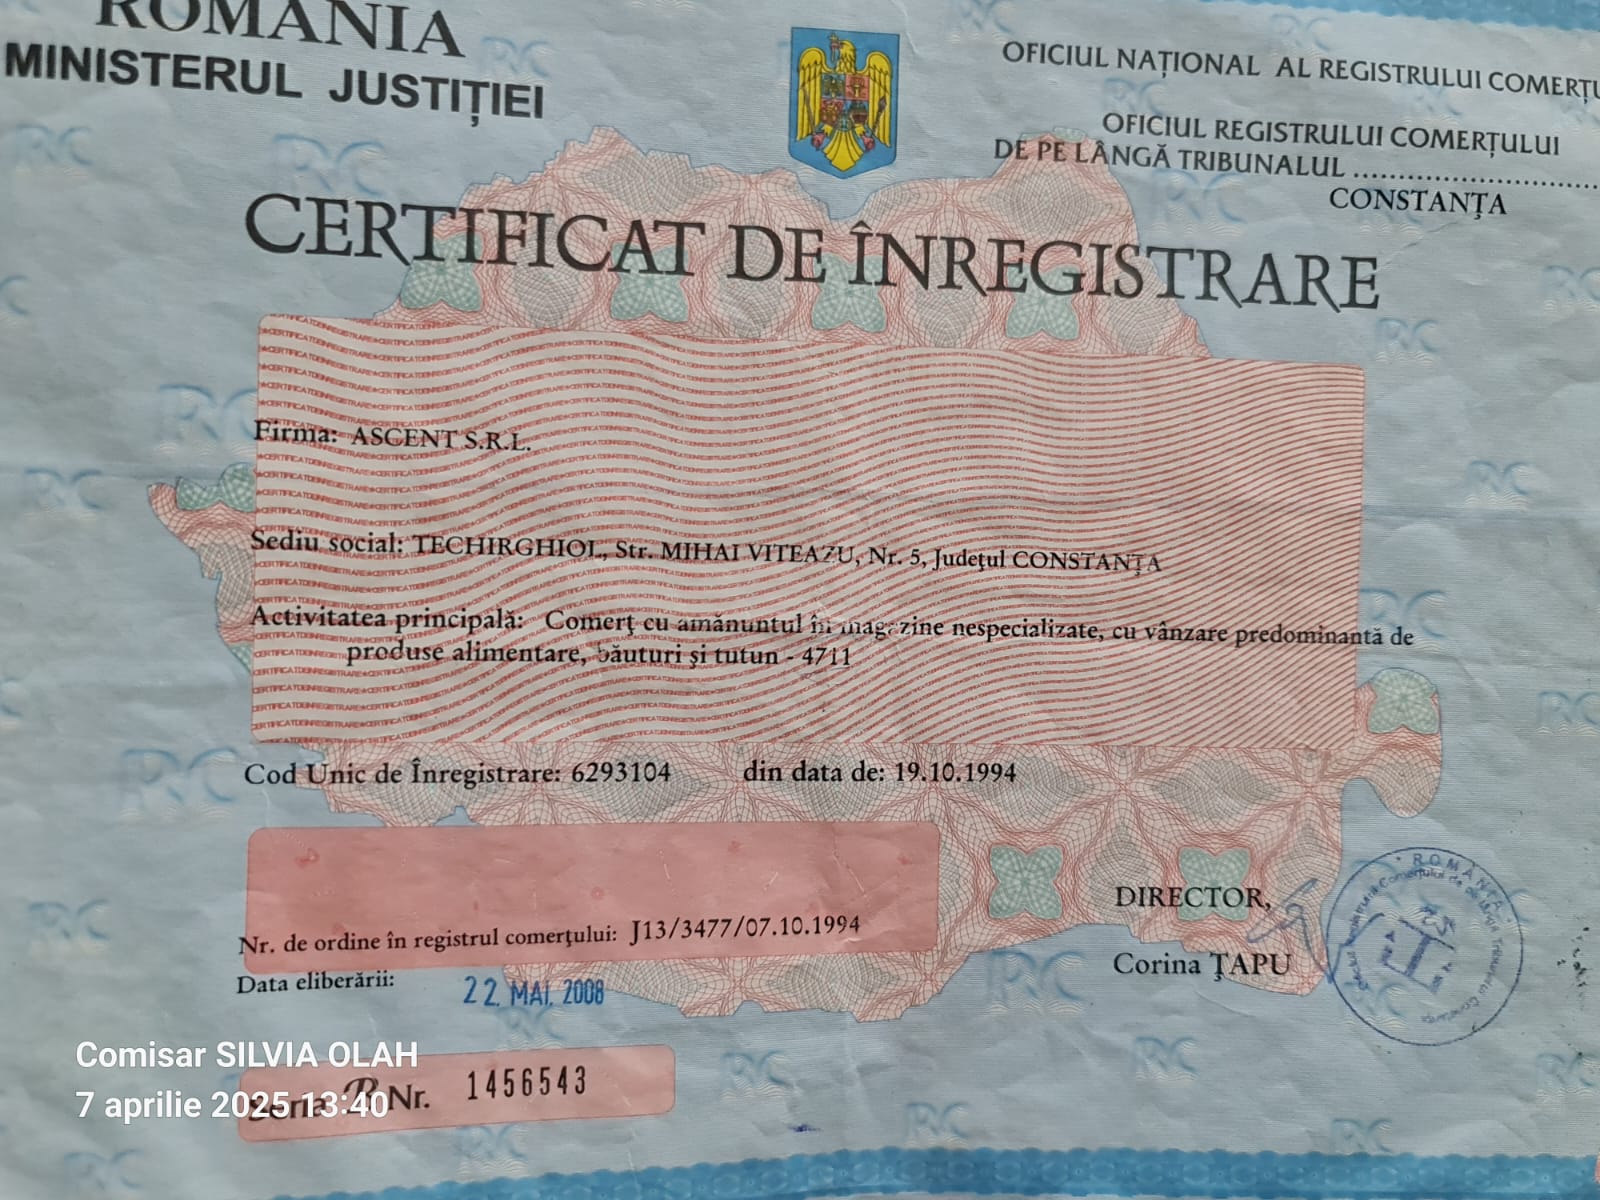 ROMÂNIA
MINISTERUL JUSTIȚIEI
OFICIUL NAȚIONAL AL REGISTRULUI COMERȚU
OFICIUL REGISTRULUI COMERȚULUI
DE PE LÂNGĂ TRIBUNALUL ..............................
CONSTANȚA
CERTIFICAT DE ÎNREGISTRARE
Firma: ASCENT S.R.L.
Sediu social: TECHIRGHIOL, Str. MIHAI VITEAZU, Nr. 5, Județul CONSTANȚA
Activitatea principală: Comerț cu amănuntul în magazine nespecializate, cu vânzare predominantă de
produse alimentare, băuturi și tutun - 4711
Cod Unic de Înregistrare: 6293104 din data de: 19.10.1994
Nr. de ordine în registrul comerțului: J13/3477/07.10.1994
Data eliberării: 22. MAI. 2008
DIRECTOR,
Corina ȚAPU
ROMÂNIA
Comisar SILVIA OLAH
7 aprilie 2025 13:40
Seria B Nr. 1456543